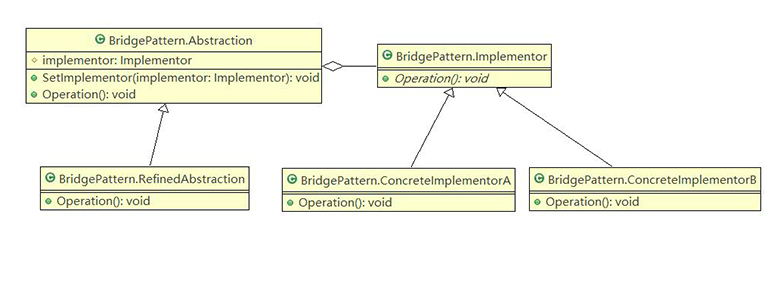 BridgePattern.Abstraction
implementor: Implementor
SetImplementor(implementor: Implementor): void
Operation(): void
BridgePattern.Implementor
Operation(): void
BridgePattern.RefinedAbstraction
Operation(): void
BridgePattern.ConcreteImplementorA
Operation(): void
BridgePattern.ConcreteImplementorB
Operation(): void